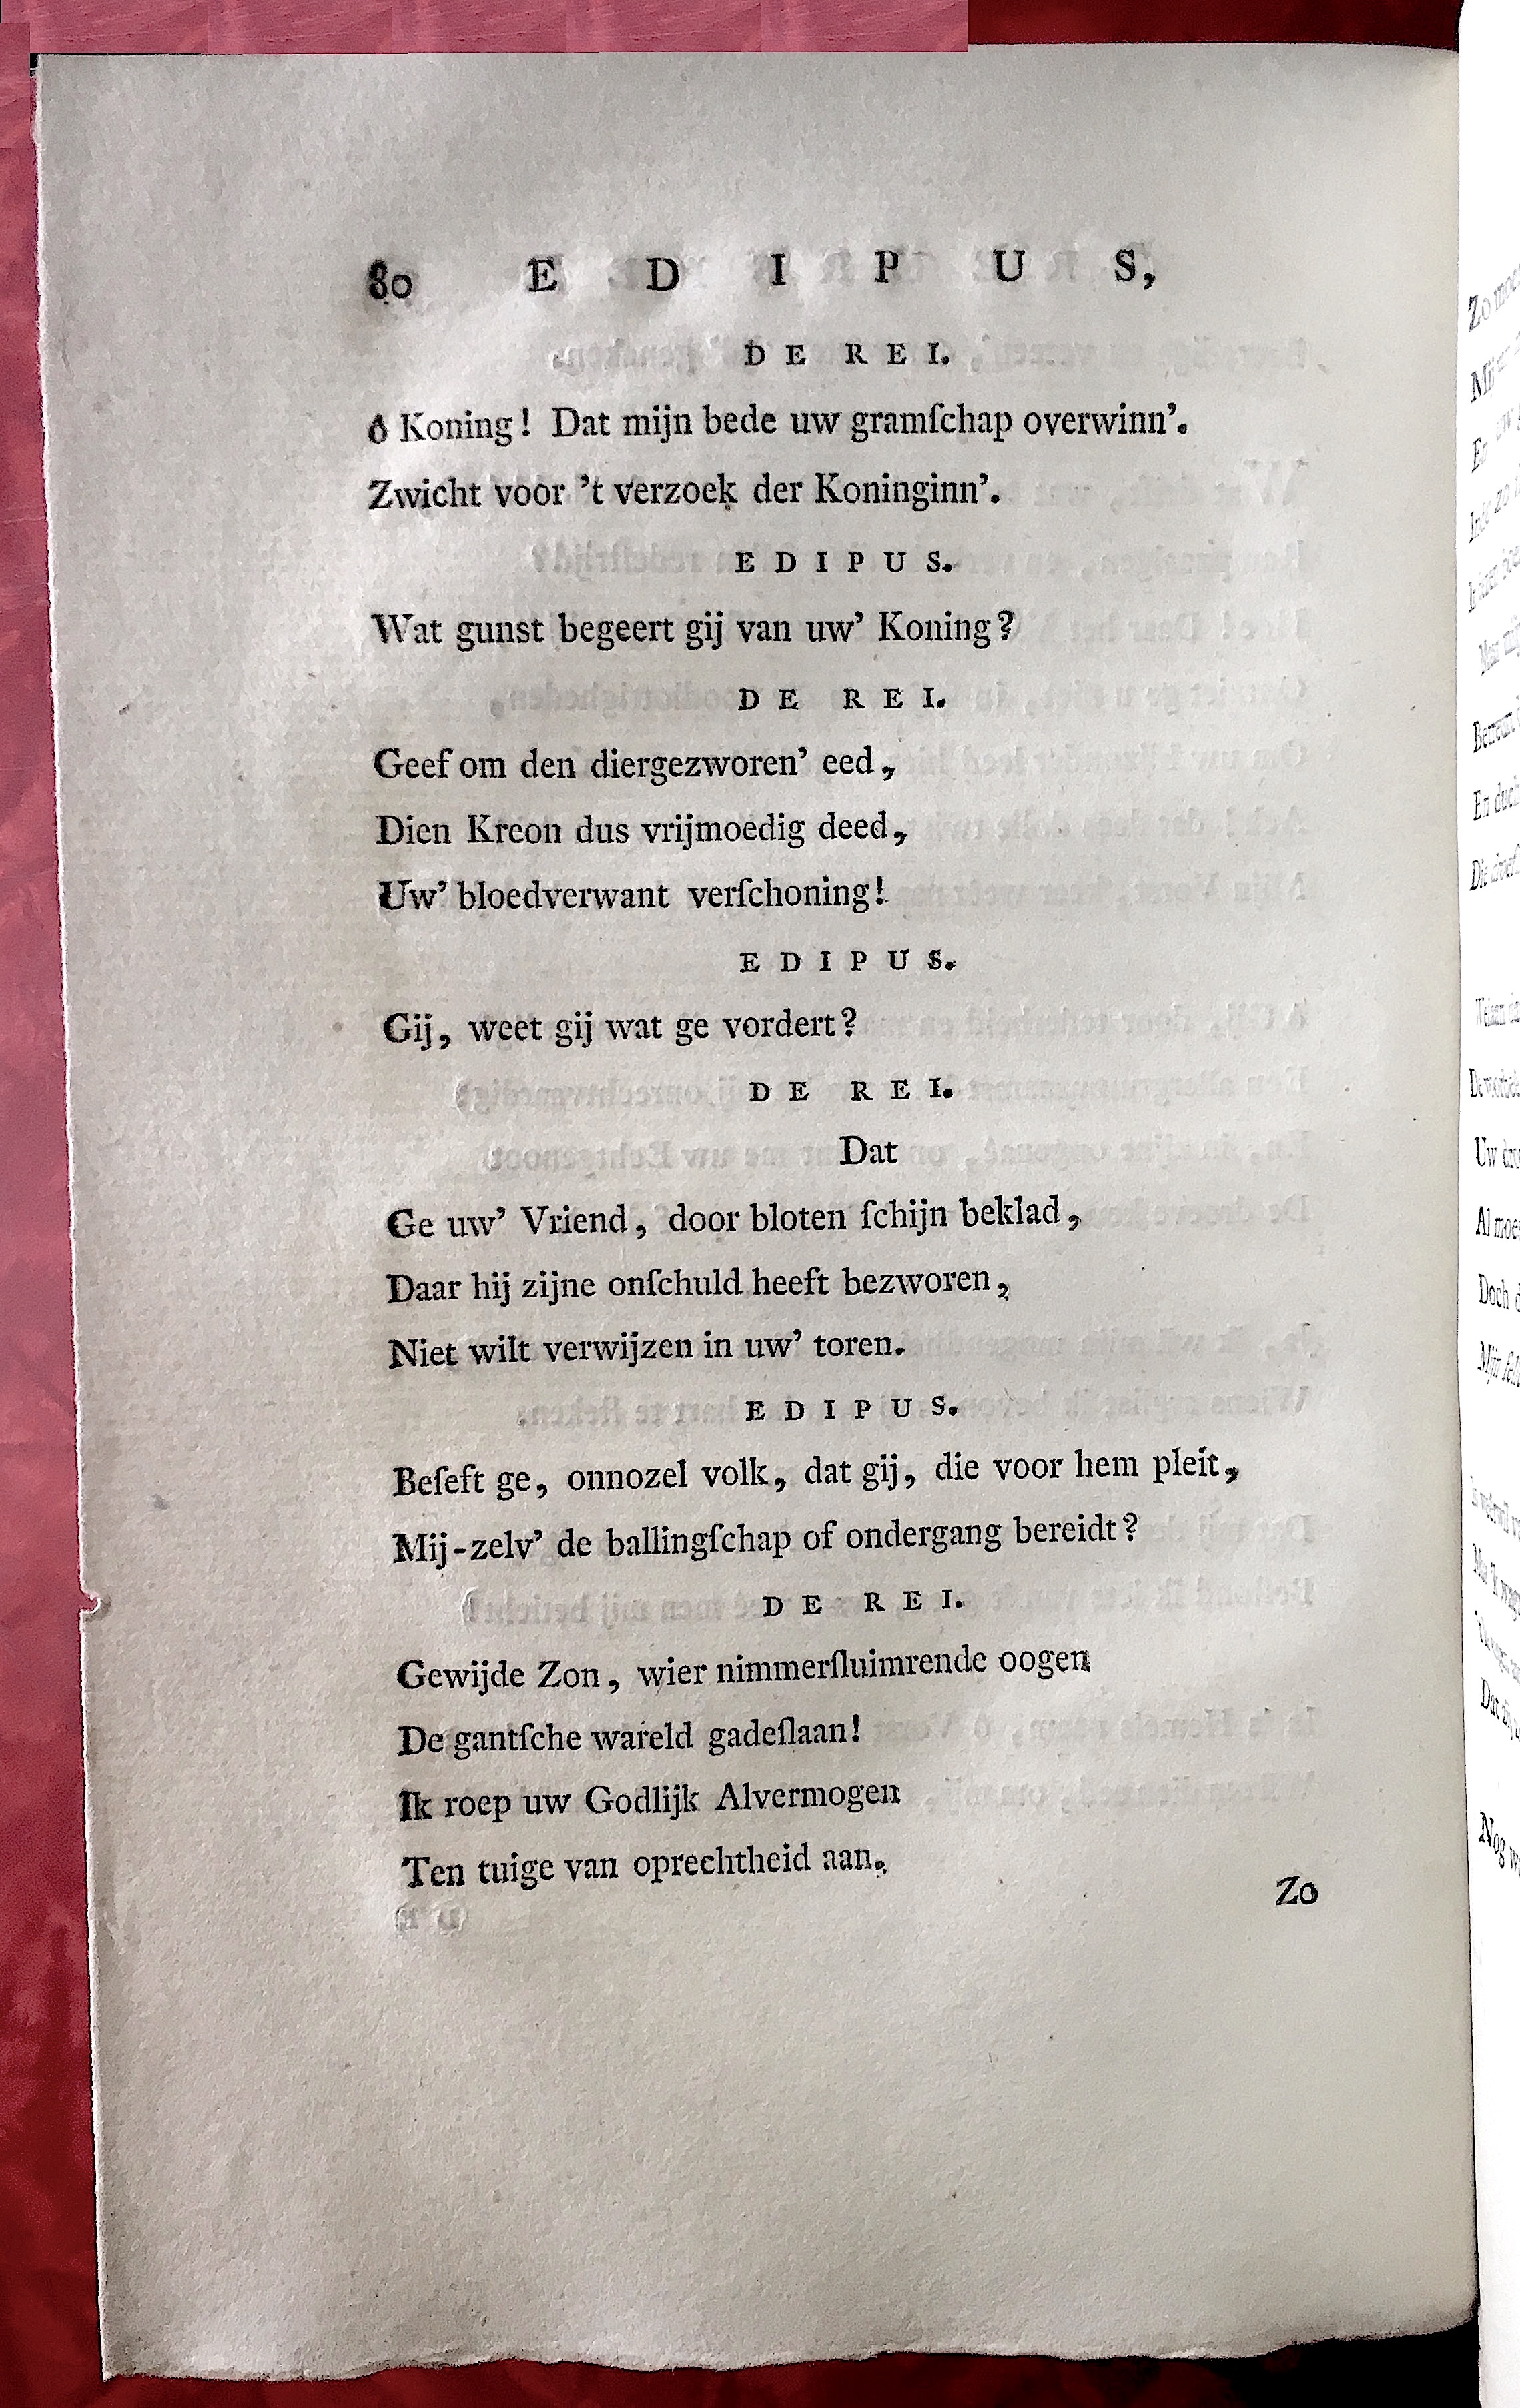 80 EDIPUS,
DE REI.
ô Koning! Dat mijn bede uw gramſchap overwinn’.
Zwicht voor ’t verzoek der Koninginn’.
EDIPUS.
Wat gunst begeert gij van uw’ Koning?
DE REI.
Geef om den diergezworen’ eed,
Dien Kreon dus vrijmoedig deed,
Uw’ bloedverwant verſchoning!
EDIPUS.
Gij, weet gij wat ge vordert?
DE REI.
Dat
Ge uw’ Vriend, door bloten ſchijn beklad,
Daar hij zijne onſchuld heeft bezworen,
Niet wilt verwijzen in uw’ toren.
EDIPUS.
Beſeft ge, onnozel volk, dat gij, die voor hem pleit,
Mij-zelv’ de ballingſchap of ondergang bereidt?
DE REI.
Gewijde Zon, wier nimmerſluimrende oogen
De gantſche wareld gadeſlaan!
Ik roep uw Godlijk Alvermogen
Ten tuige van oprechtheid aan.
Zo